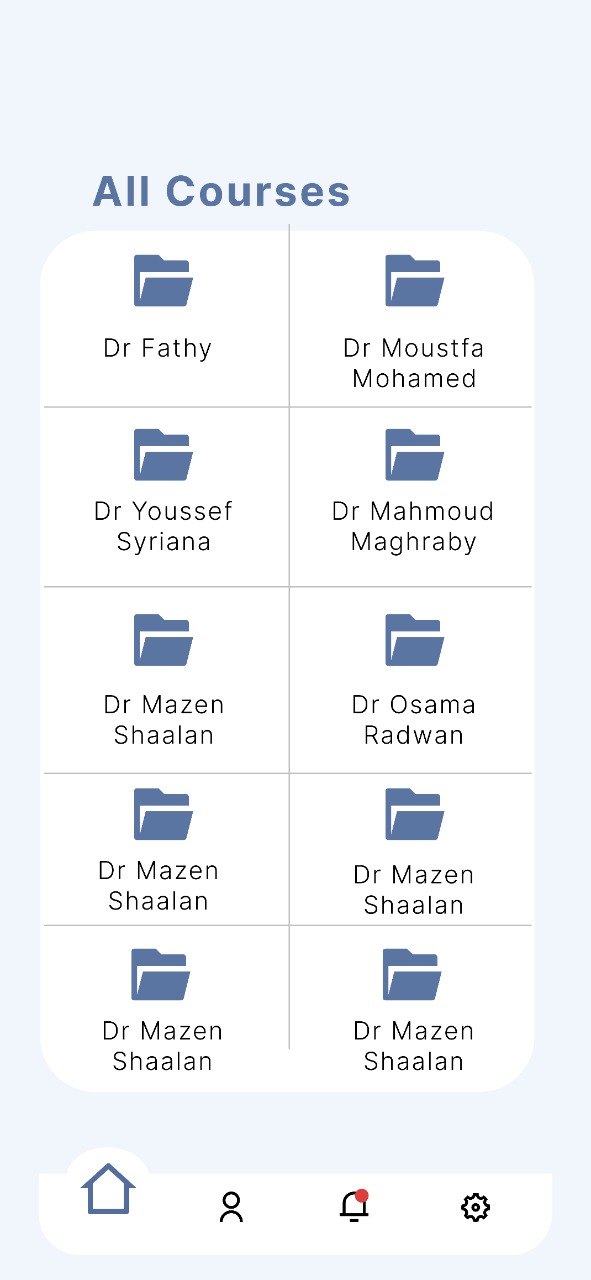 All Courses
Dr Fathy
Dr Moustfa
Mohamed
Dr Youssef
Syriana
Dr Mahmoud
Maghraby
Dr Mazen
Shaalan
Dr Osama
Radwan
Dr Mazen
Shaalan
Dr Mazen
Shaalan
Dr Mazen
Shaalan
Dr Mazen
Shaalan